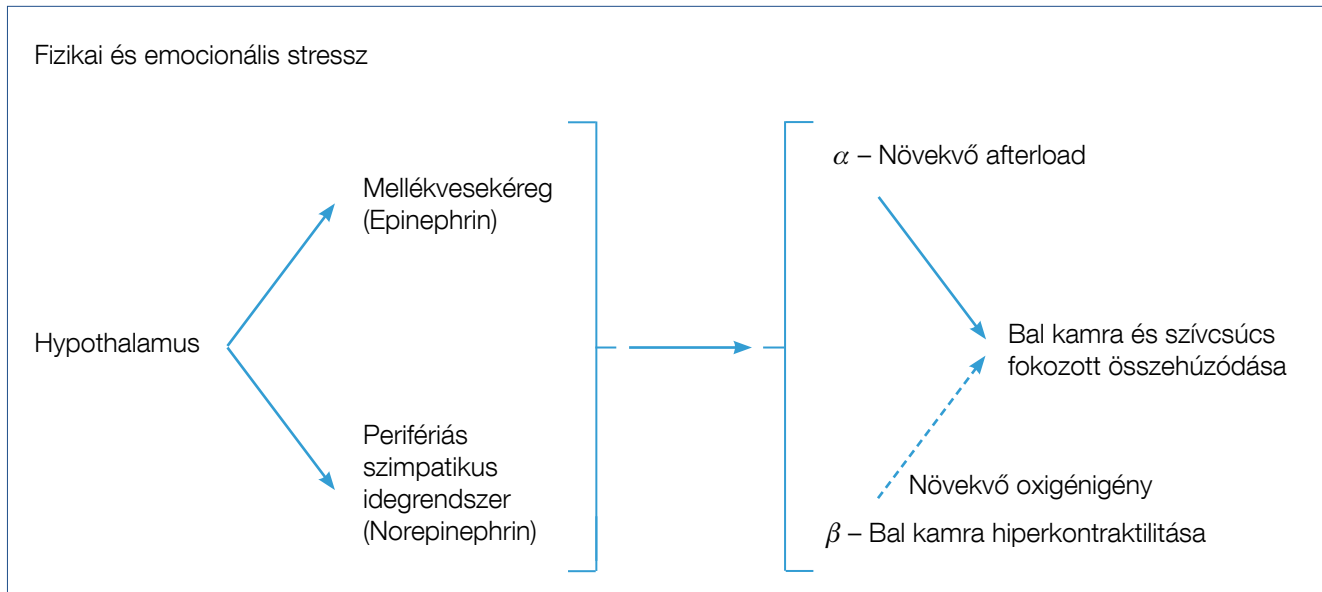 Fizikai és emocionális stressz
Mellékvesekéreg
(Epinephrin)
Hypothalamus
Perifériás
szimpatikus
idegrendszer
(Norepinephrin)
α – Növekvő afterload
Bal kamra és szívcsúcs
fokozott összehúzódása
Növekvő oxigénigény
β – Bal kamra hiperkontraktilitása